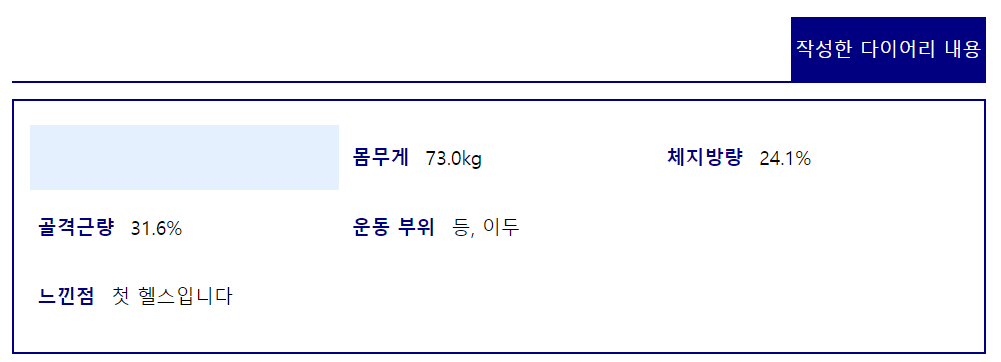 작성한 다이어리 내용
몸무게 73.0kg 체지방량 24.1%
골격근량 31.6% 운동 부위 등, 이두
느낀점 첫 헬스입니다